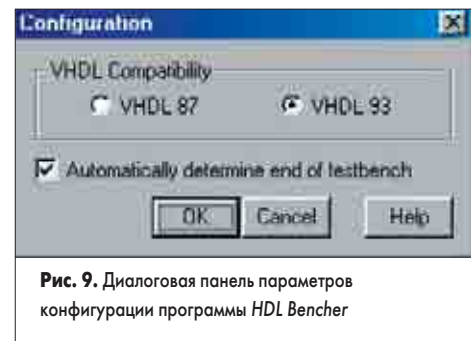 Configuration
VHDL Compatibility
VHDL 87 VHDL 93
Automatically determine end of testbench
OK Cancel Help
Рис. 9. Диалоговая панель параметров
конфигурации программы HDL Bencher